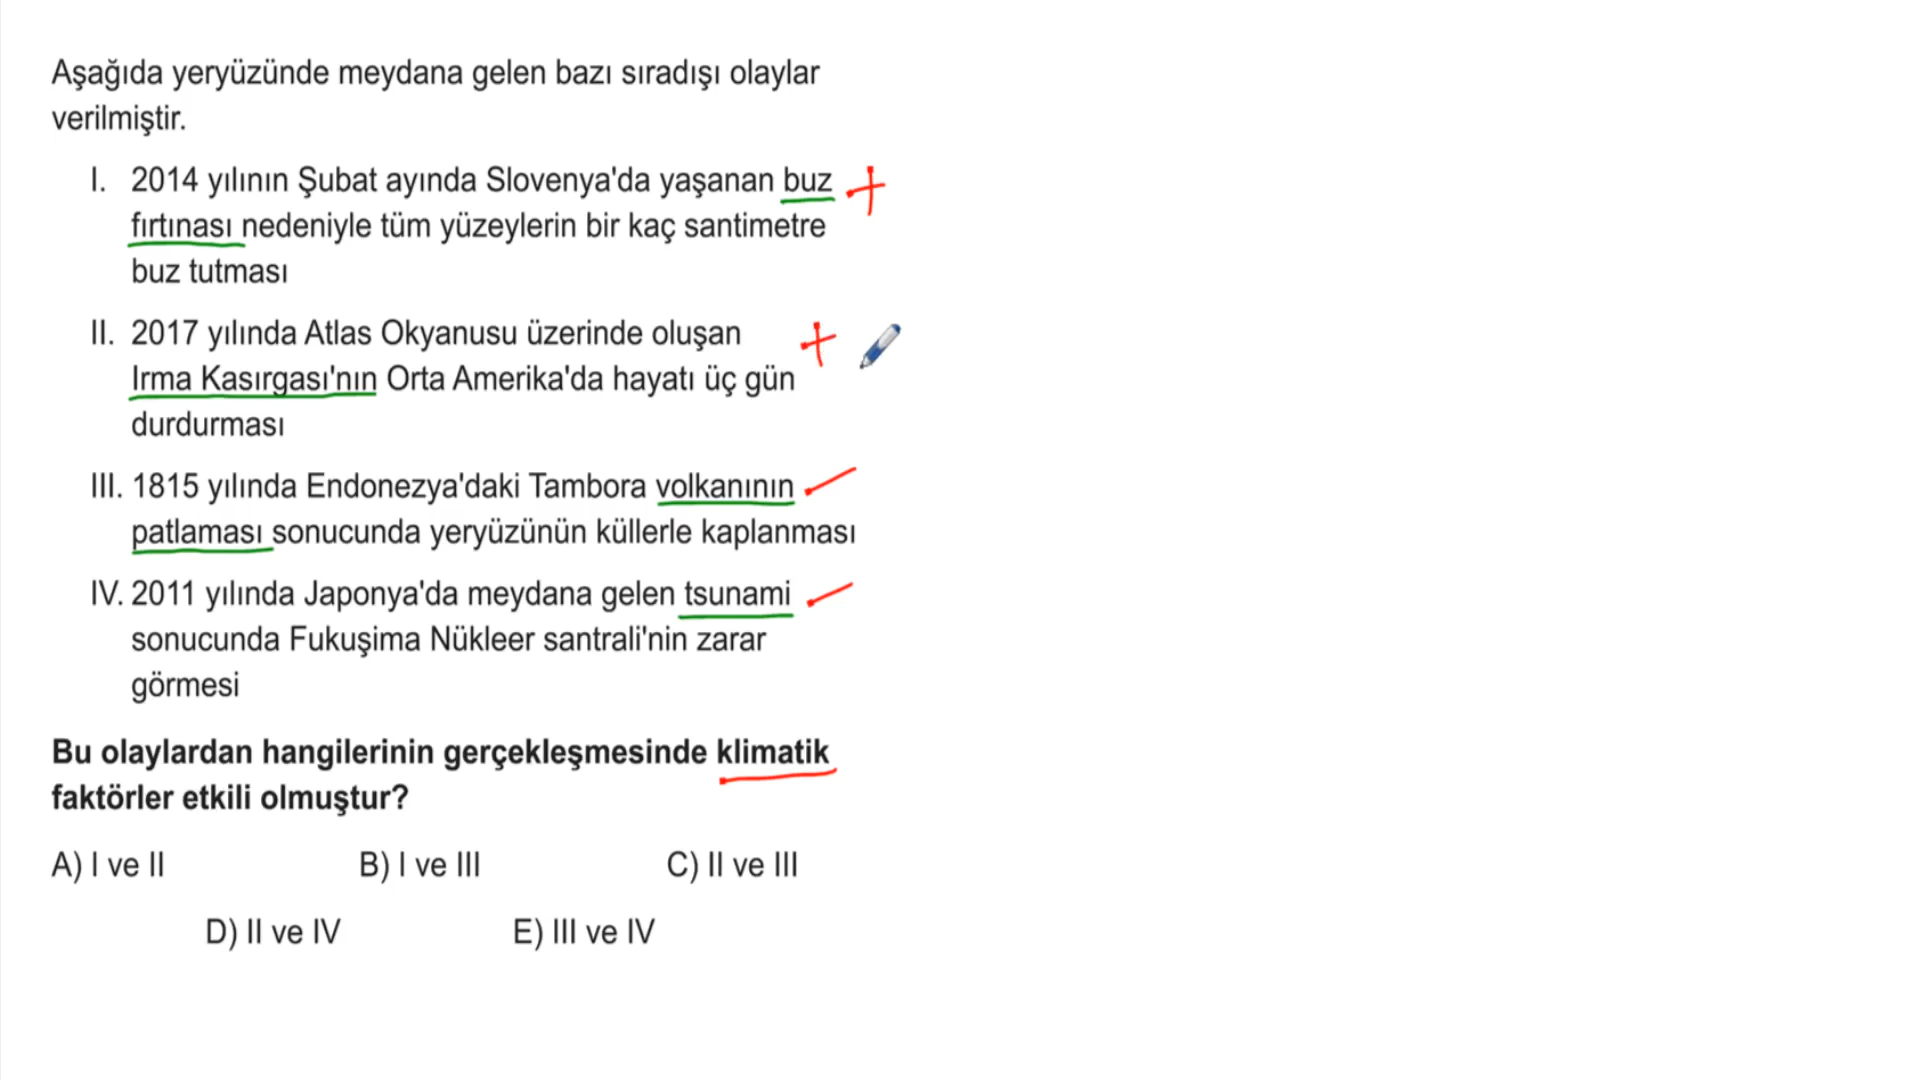 Aşağıda yeryüzünde meydana gelen bazı sıradışı olaylar
verilmiştir.
I. 2014 yılının Şubat ayında Slovenya'da yaşanan buz
fırtınası nedeniyle tüm yüzeylerin bir kaç santimetre
buz tutması
II. 2017 yılında Atlas Okyanusu üzerinde oluşan
Irma Kasırgası'nın Orta Amerika'da hayatı üç gün
durdurması
III. 1815 yılında Endonezya'daki Tambora volkanının
patlaması sonucunda yeryüzünün küllerle kaplanması
IV. 2011 yılında Japonya'da meydana gelen tsunami
sonucunda Fukuşima Nükleer santrali'nin zarar
görmesi
Bu olaylardan hangilerinin gerçekleşmesinde klimatik
faktörler etkili olmuştur?
A) I ve II B) I ve III C) II ve III
D) II ve IV E) III ve IV